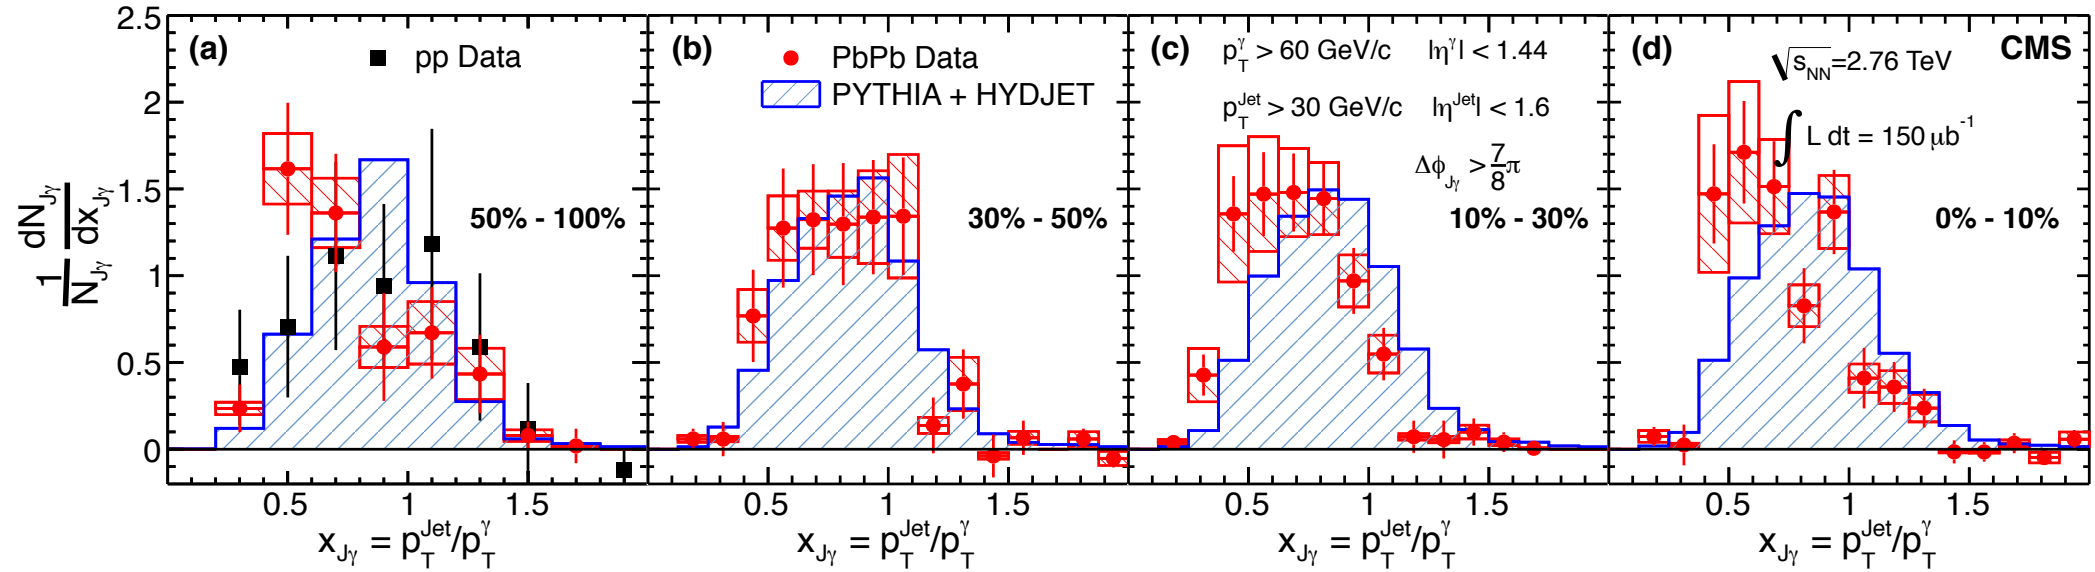 2.5
2
1.5
1
0.5
0
1/N_Jγ dN_Jγ/dx_Jγ
(a)
pp Data
50% - 100%
0.5 1 1.5
x_Jγ = p_T^Jet/p_T^γ
(b)
PbPb Data
PYTHIA + HYDJET
30% - 50%
0.5 1 1.5
x_Jγ = p_T^Jet/p_T^γ
(c)
p_T^γ > 60 GeV/c |η^γ| < 1.44
p_T^Jet > 30 GeV/c |η^Jet| < 1.6
Δϕ_Jγ > 7/8 π
10% - 30%
0.5 1 1.5
x_Jγ = p_T^Jet/p_T^γ
(d) CMS
√s_NN=2.76 TeV
∫ L dt = 150 μb^-1
0% - 10%
0.5 1 1.5
x_Jγ = p_T^Jet/p_T^γ